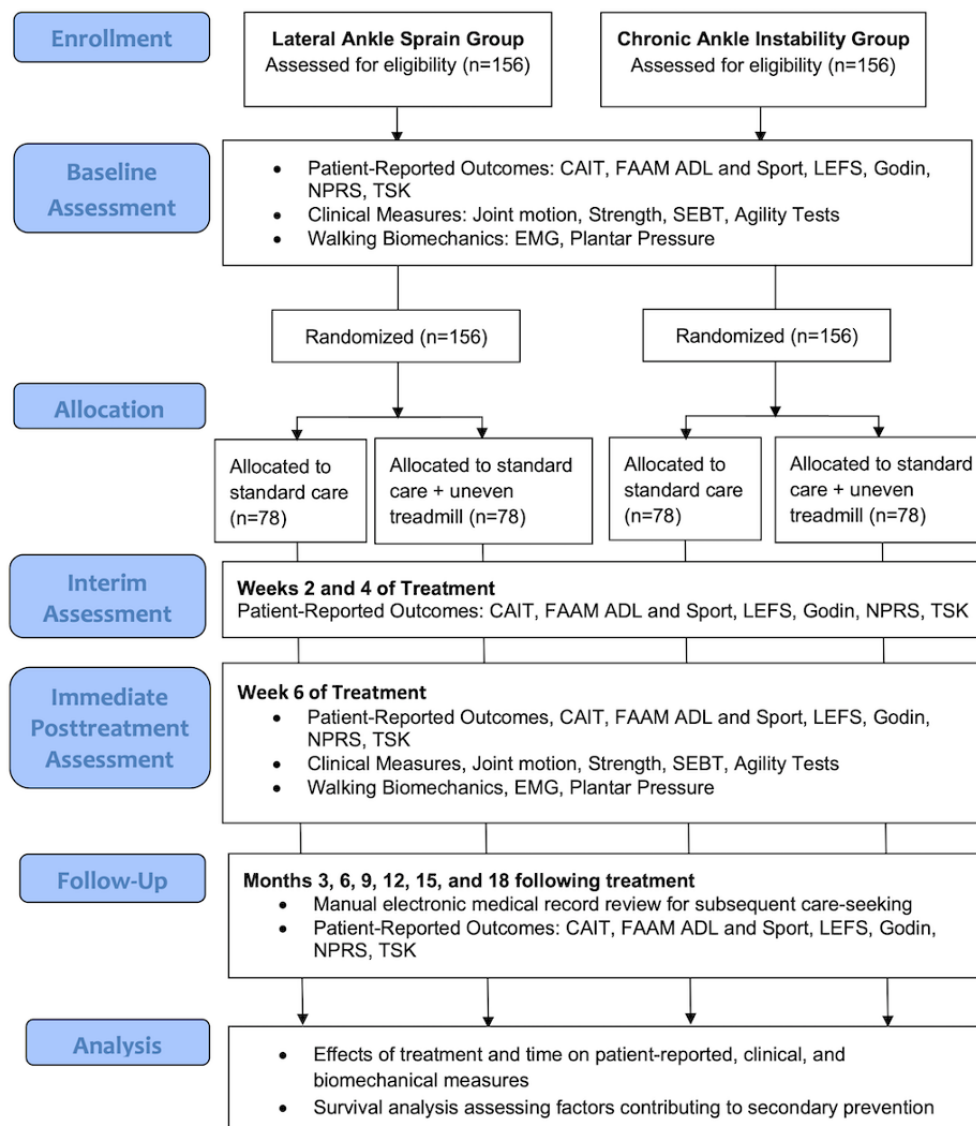 Enrollment
Lateral Ankle Sprain Group
Assessed for eligibility (n=156)
Chronic Ankle Instability Group
Assessed for eligibility (n=156)
Baseline
Assessment
• Patient-Reported Outcomes: CAIT, FAAM ADL and Sport, LEFS, Godin,
NPRS, TSK
• Clinical Measures: Joint motion, Strength, SEBT, Agility Tests
• Walking Biomechanics: EMG, Plantar Pressure
Randomized (n=156)
Randomized (n=156)
Allocation
Allocated to
standard care
(n=78)
Allocated to standard
care + uneven
treadmill (n=78)
Allocated to
standard care
(n=78)
Allocated to standard
care + uneven
treadmill (n=78)
Interim
Assessment
Weeks 2 and 4 of Treatment
Patient-Reported Outcomes: CAIT, FAAM ADL and Sport, LEFS, Godin, NPRS, TSK
Immediate
Posttreatment
Assessment
Week 6 of Treatment
• Patient-Reported Outcomes, CAIT, FAAM ADL and Sport, LEFS, Godin,
NPRS, TSK
• Clinical Measures, Joint motion, Strength, SEBT, Agility Tests
• Walking Biomechanics, EMG, Plantar Pressure
Follow-Up
Months 3, 6, 9, 12, 15, and 18 following treatment
• Manual electronic medical record review for subsequent care-seeking
• Patient-Reported Outcomes: CAIT, FAAM ADL and Sport, LEFS, Godin,
NPRS, TSK
Analysis
• Effects of treatment and time on patient-reported, clinical, and
biomechanical measures
• Survival analysis assessing factors contributing to secondary prevention